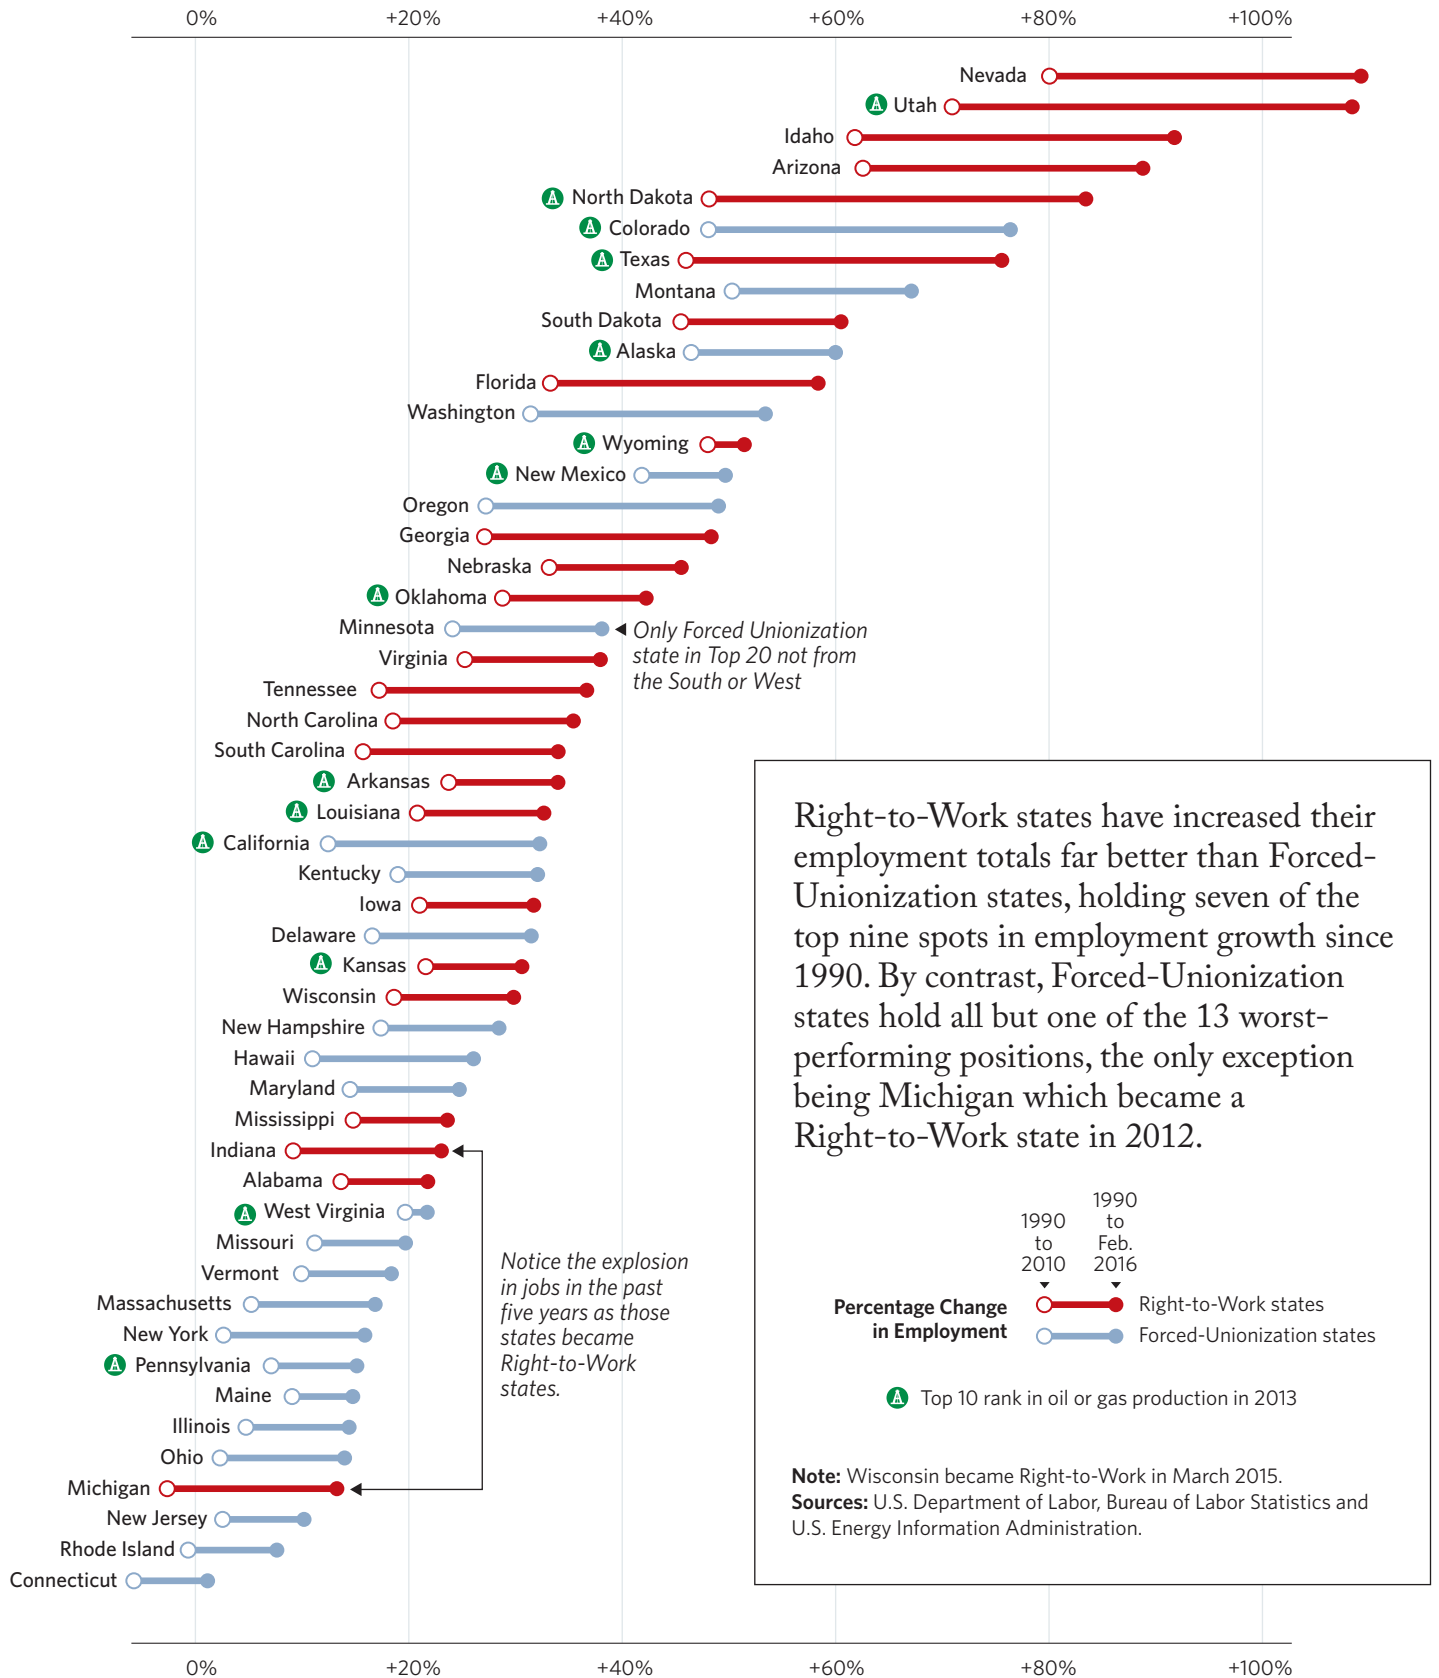 0%
+20%
+40%
+60%
+80%
+100%
Nevada
Utah
Idaho
Arizona
North Dakota
Colorado
Texas
Montana
South Dakota
Alaska
Florida
Washington
Wyoming
New Mexico
Oregon
Georgia
Nebraska
Oklahoma
Minnesota
Only Forced Unionization
state in Top 20 not from
the South or West
Virginia
Tennessee
North Carolina
South Carolina
Arkansas
Louisiana
California
Kentucky
Iowa
Delaware
Kansas
Wisconsin
New Hampshire
Hawaii
Maryland
Mississippi
Indiana
Alabama
West Virginia
Missouri
Vermont
Massachusetts
New York
Pennsylvania
Maine
Illinois
Ohio
Michigan
New Jersey
Rhode Island
Connecticut
Notice the explosion
in jobs in the past
five years as those
states became
Right-to-Work
states.
Right-to-Work states have increased their
employment totals far better than Forced-
Unionization states, holding seven of the
top nine spots in employment growth since
1990. By contrast, Forced-Unionization
states hold all but one of the 13 worst-
performing positions, the only exception
being Michigan which became a
Right-to-Work state in 2012.
1990
to
2010
1990
to
Feb.
2016
Percentage Change
in Employment
Right-to-Work states
Forced-Unionization states
Top 10 rank in oil or gas production in 2013
Note: Wisconsin became Right-to-Work in March 2015.
Sources: U.S. Department of Labor, Bureau of Labor Statistics and
U.S. Energy Information Administration.
0%
+20%
+40%
+60%
+80%
+100%